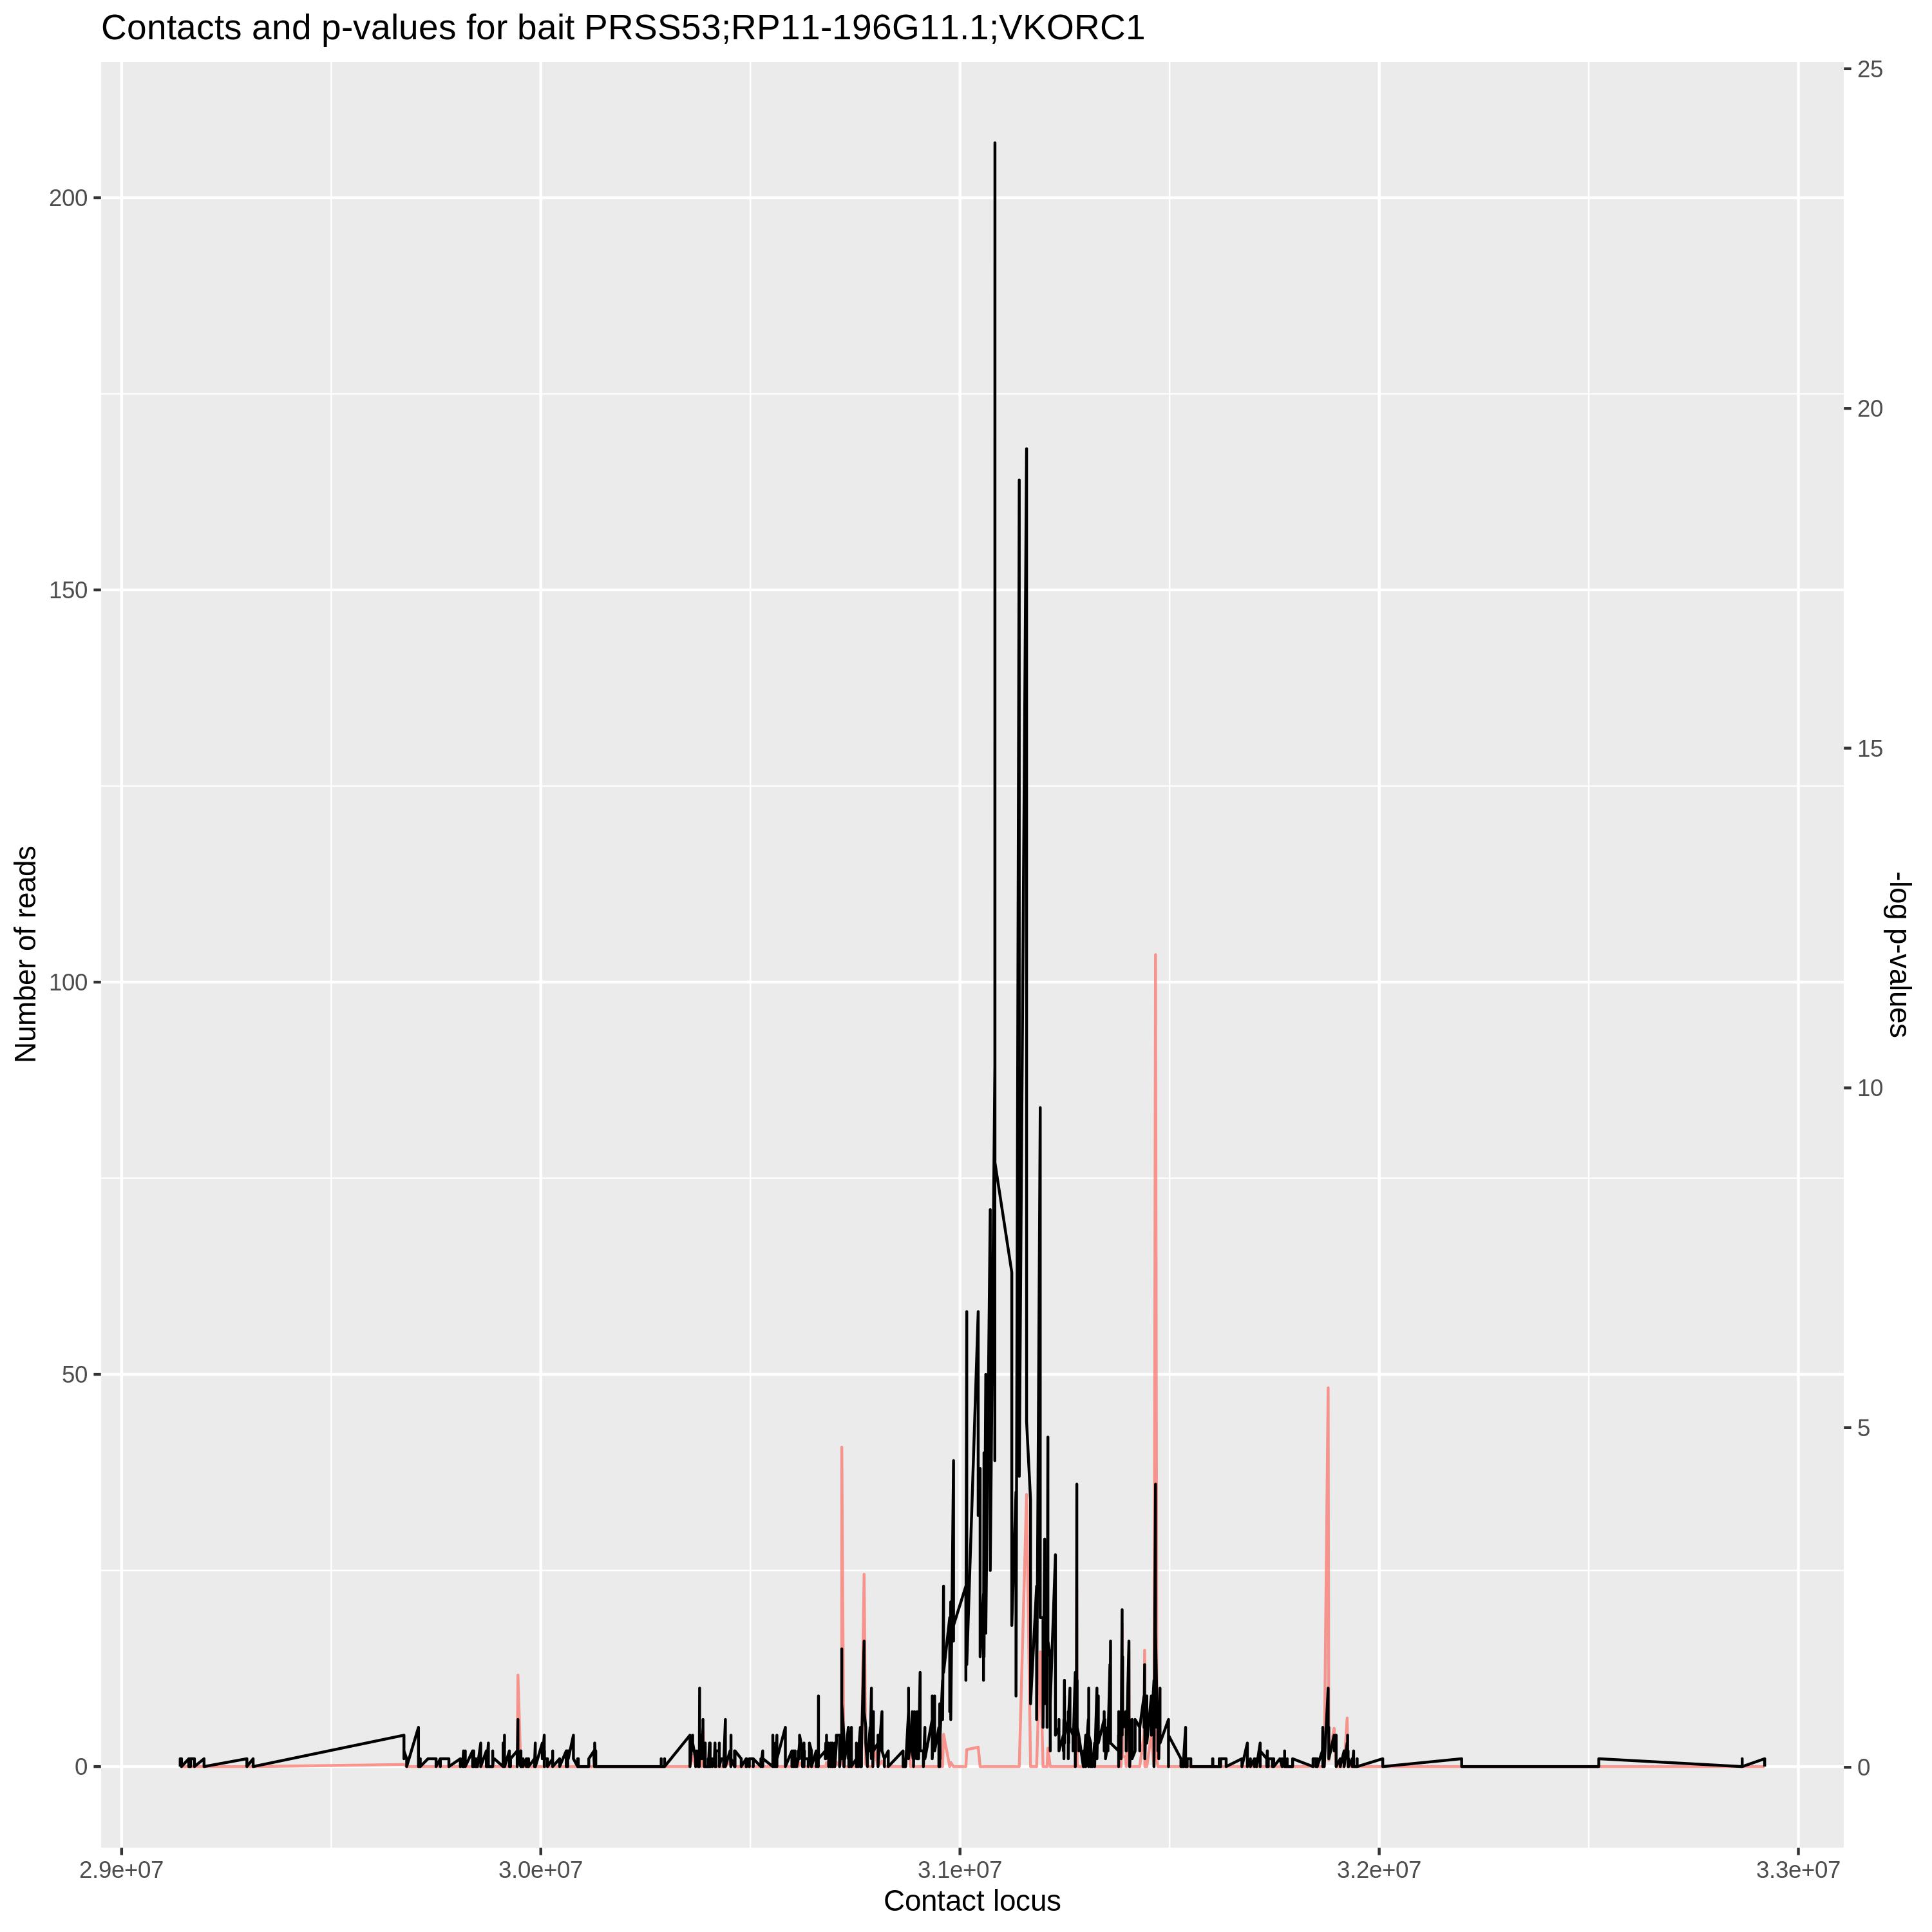 Contacts and p-values for bait PRSS53;RP11-196G11.1;VKORC1
25
200
20
150
15
Number of reads
-log p-values
100
10
50
5
0
0
2.9e+07
3.0e+07
3.1e+07
3.2e+07
3.3e+07
Contact locus